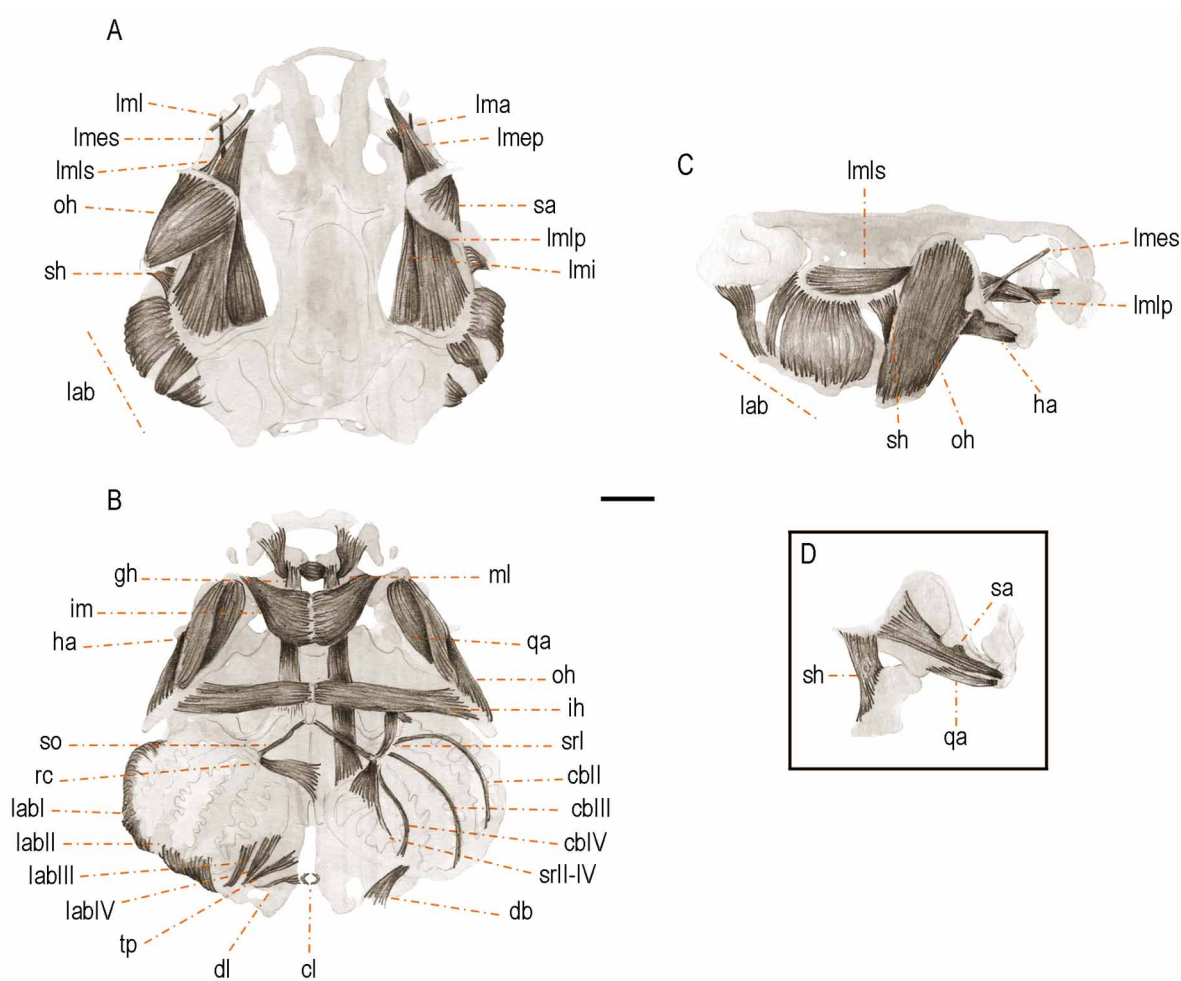 A
lml
lmes
lmls
oh
sh
lab
lma
lmep
sa
lmlp
lmi
C
lmls
lmes
lmlp
ha
oh
sh
lab
B
gh
im
ha
so
rc
labI
labII
labIII
labIV
tp
dl
cl
ml
qa
oh
ih
srI
cbII
cbIII
cbIV
srII-IV
db
D
sa
sh
qa